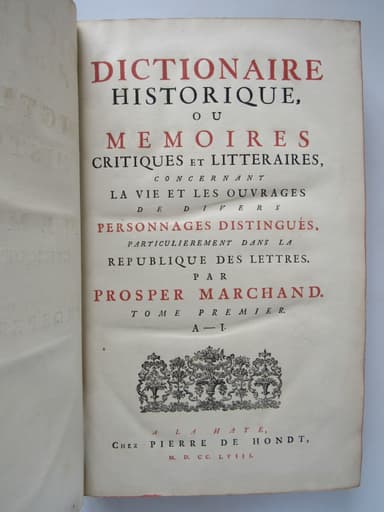 DICTIONAIRE
HISTORIQUE,
OU
MEMOIRES
CRITIQUES ET LITTERAIRES,
CONCERNANT
LA VIE ET LES OUVRAGES
DE DIVERS
PERSONNAGES DISTINGUÉS,
PARTICULIEREMENT DANS LA
REPUBLIQUE DES LETTRES.
PAR
PROSPER MARCHAND.
TOME PREMIER.
A—I.
A LA HAYE,
CHEZ PIERRE DE HONDT,
M. D. CC. LVIII.